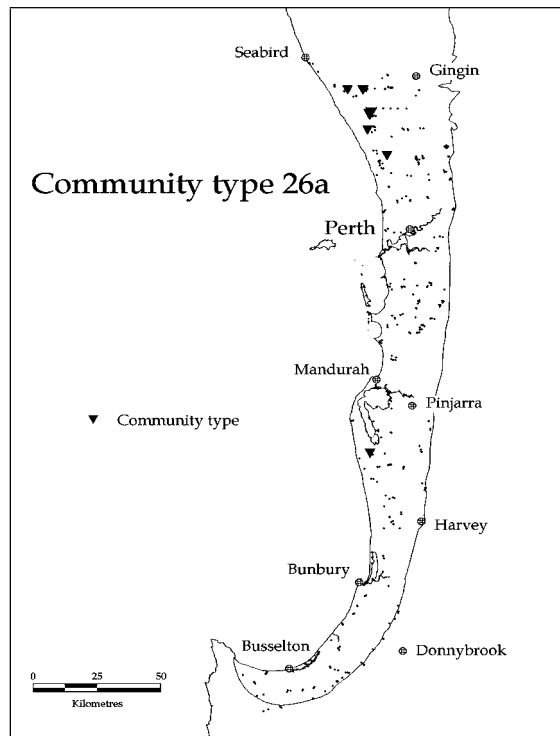 Seabird
Gingin
Community type 26a
Perth
Mandurah
Pinjarra
Community type
Harvey
Bunbury
Busselton
Donnybrook
0 25 50
Kilometres